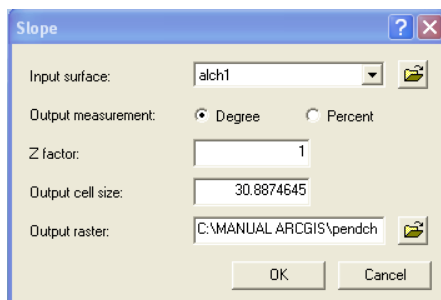 Slope
Input surface: alch1
Output measurement: Degree Percent
Z factor: 1
Output cell size: 30.8874645
Output raster: C:\MANUAL ARCGIS\pendch
OK Cancel